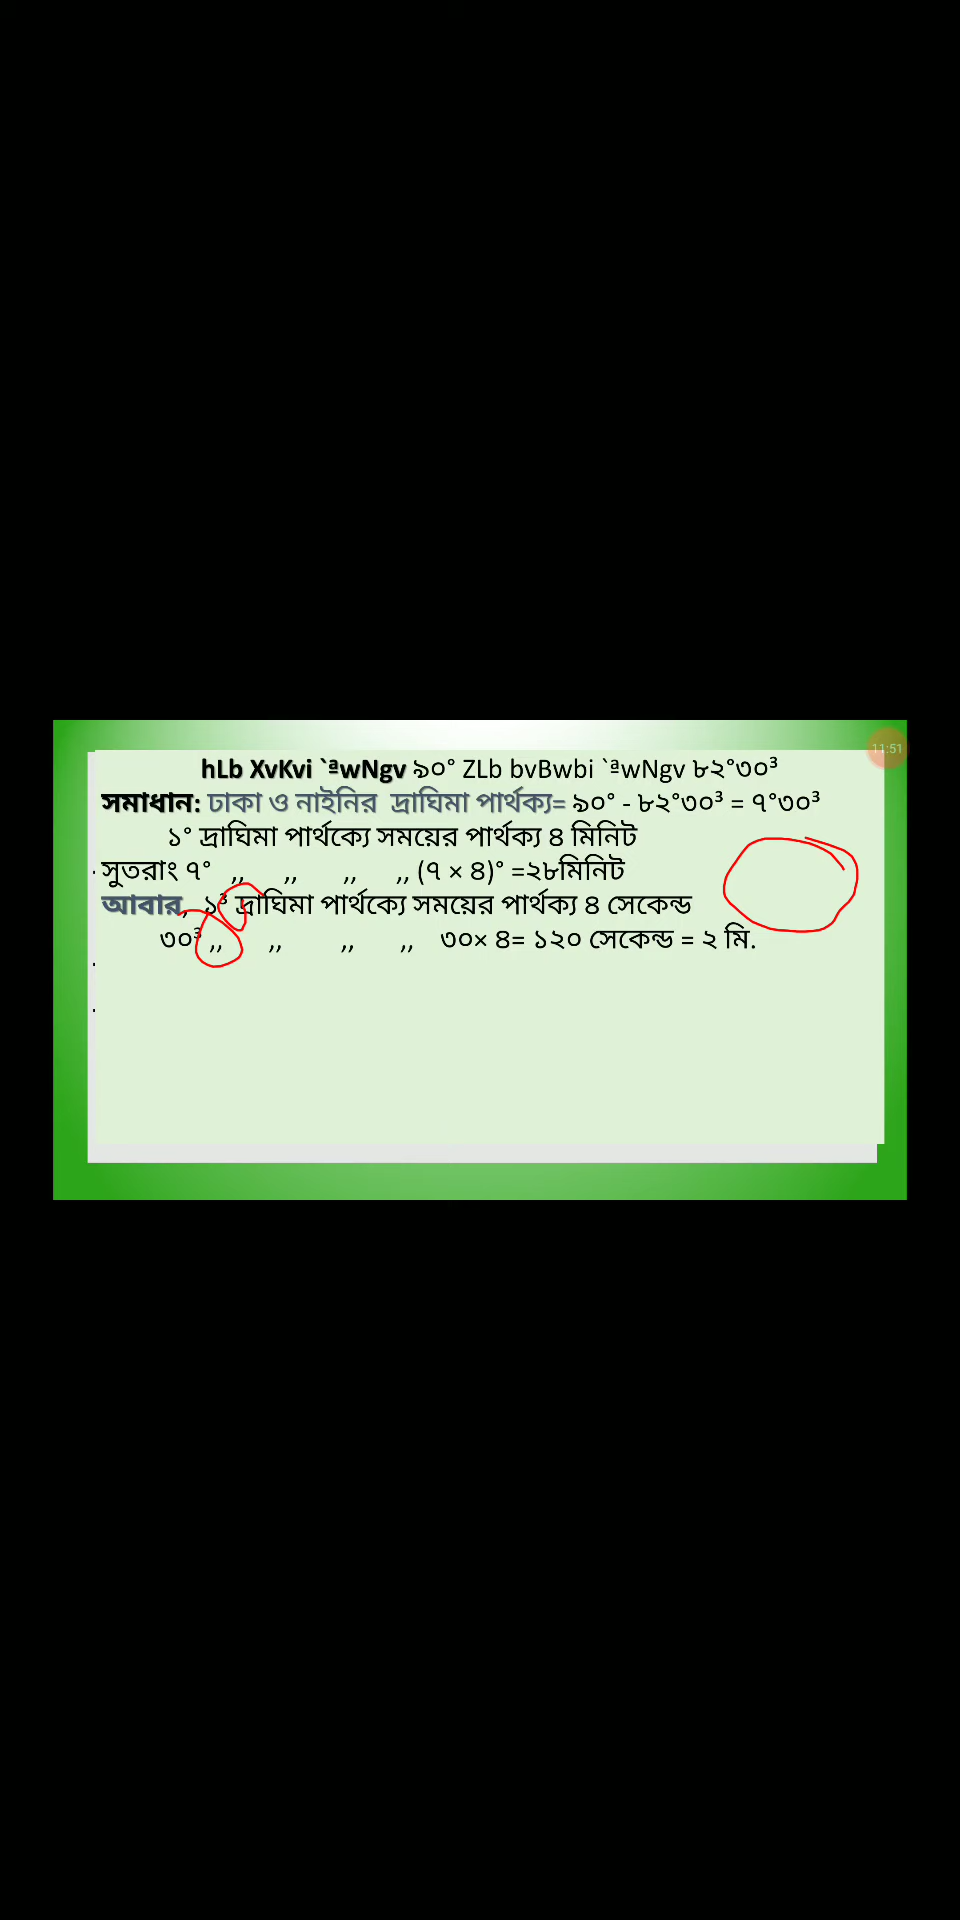 11:51
hLb XvKvi `ªwNgv ৯০° ZLb bvBwbi `ªwNgv ৮২°৩০³
সমাধান: ঢাকা ও নাইনির দ্রাঘিমা পার্থক্য= ৯০° - ৮২°৩০³ = ৭°৩০³
১° দ্রাঘিমা পার্থক্যে সময়ের পার্থক্য ৪ মিনিট
সুতরাং ৭° ,, ,, ,, ,, (৭ × ৪)° =২৮মিনিট
আবার, ১³ দ্রাঘিমা পার্থক্যে সময়ের পার্থক্য ৪ সেকেন্ড
৩০³ ,, ,, ,, ,, ৩০× ৪= ১২০ সেকেন্ড = ২ মি.